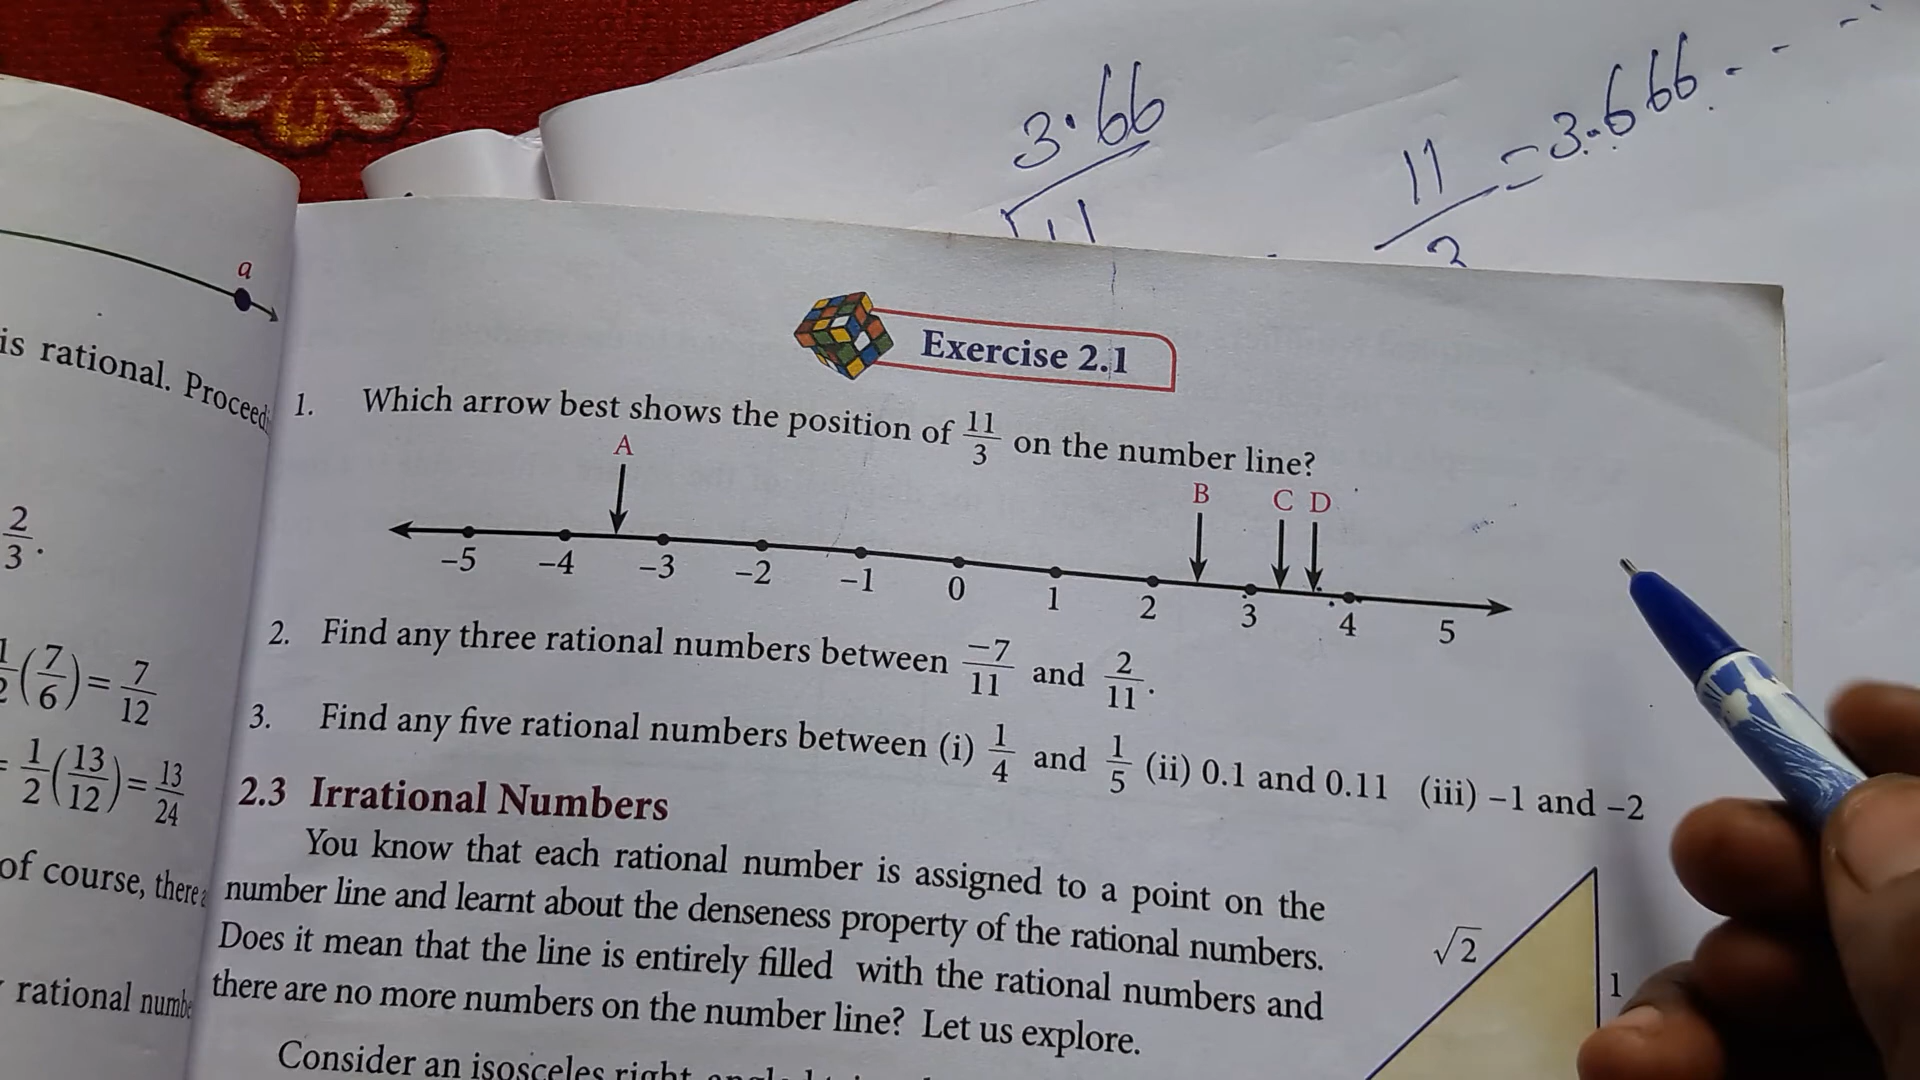 3.66
11
11/3 = 3.666. - - -
a
is rational. Proceed
2/3.
1/2 (7/6) = 7/12
= 1/2 (13/12) = 13/24
of course, there
rational
Exercise 2.1
1. Which arrow best shows the position of 11/3 on the number line?
A B C D
–5 –4 –3 –2 –1 0 1 2 3 4 5
2. Find any three rational numbers between –7/11 and 2/11.
3. Find any five rational numbers between (i) 1/4 and 1/5 (ii) 0.1 and 0.11 (iii) –1 and –2
2.3 Irrational Numbers
You know that each rational number is assigned to a point on the
number line and learnt about the denseness property of the rational numbers.
Does it mean that the line is entirely filled with the rational numbers and
there are no more numbers on the number line? Let us explore.
Consider an isosceles right
√2
1